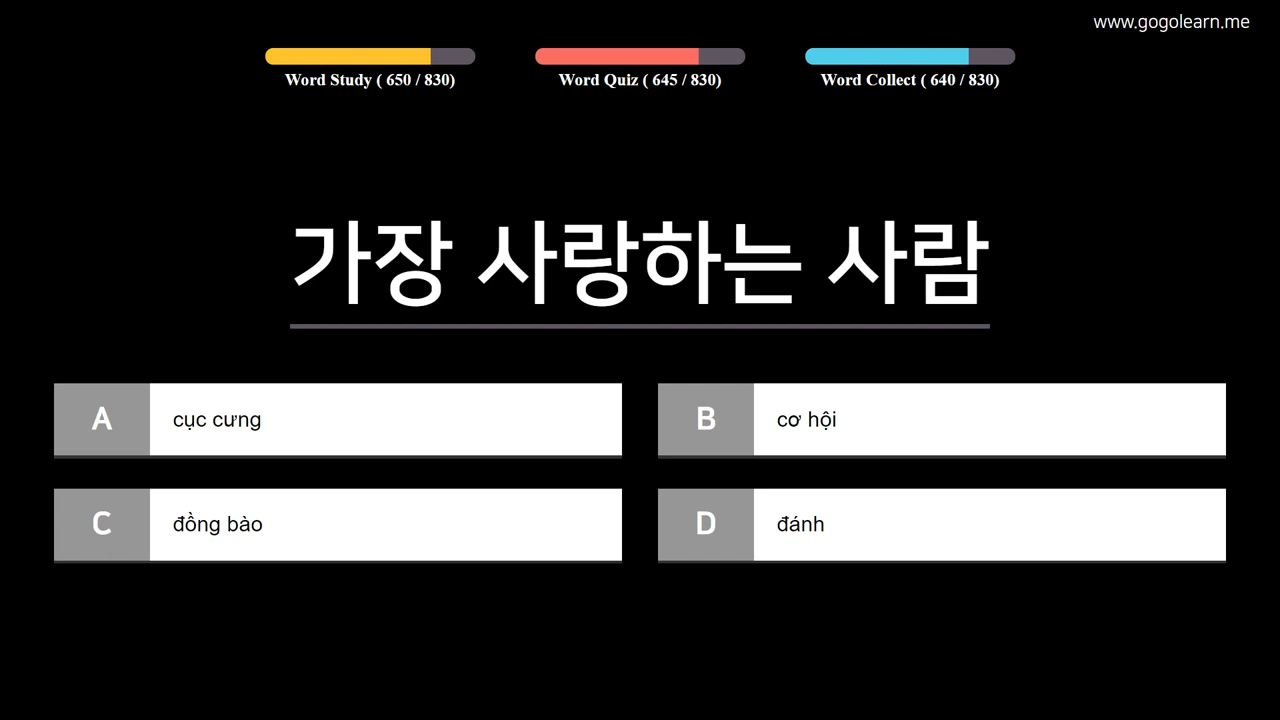 www.gogolearn.me
Word Study ( 650 / 830)
Word Quiz ( 645 / 830)
Word Collect ( 640 / 830)
가장 사랑하는 사람
A cục cưng
B cơ hội
C đồng bào
D đánh